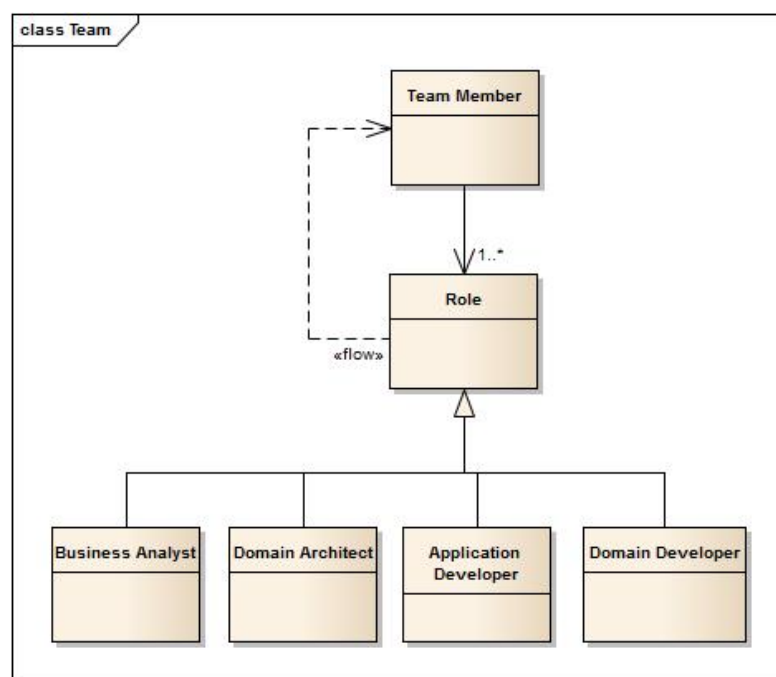 class Team
Team Member
1..*
Role
«flow»
Business Analyst
Domain Architect
Application
Developer
Domain Developer